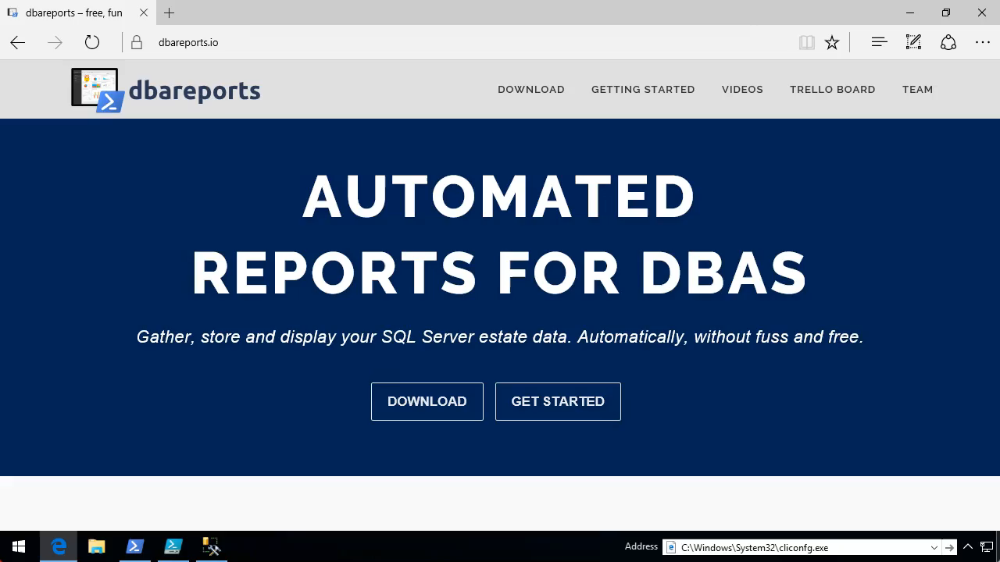 dbareports – free, fun
dbareports.io
dbareports
DOWNLOAD GETTING STARTED VIDEOS TRELLO BOARD TEAM
AUTOMATED
REPORTS FOR DBAS
Gather, store and display your SQL Server estate data. Automatically, without fuss and free.
DOWNLOAD GET STARTED
Address C:\Windows\System32\cliconfg.exe